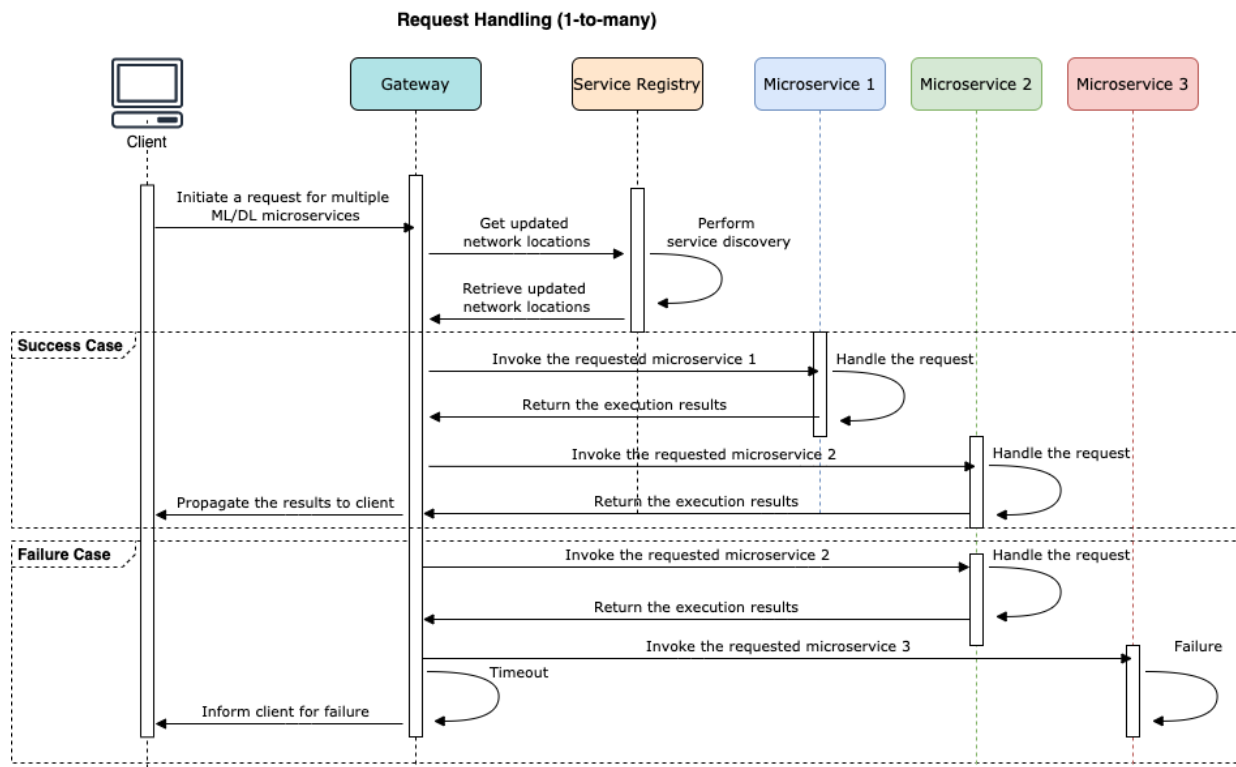 Request Handling (1-to-many)
Client
Gateway
Service Registry
Microservice 1
Microservice 2
Microservice 3
Initiate a request for multiple
ML/DL microservices
Get updated
network locations
Perform
service discovery
Retrieve updated
network locations
Success Case
Invoke the requested microservice 1
Handle the request
Return the execution results
Invoke the requested microservice 2
Handle the request
Propagate the results to client
Return the execution results
Failure Case
Invoke the requested microservice 2
Handle the request
Return the execution results
Invoke the requested microservice 3
Failure
Timeout
Inform client for failure